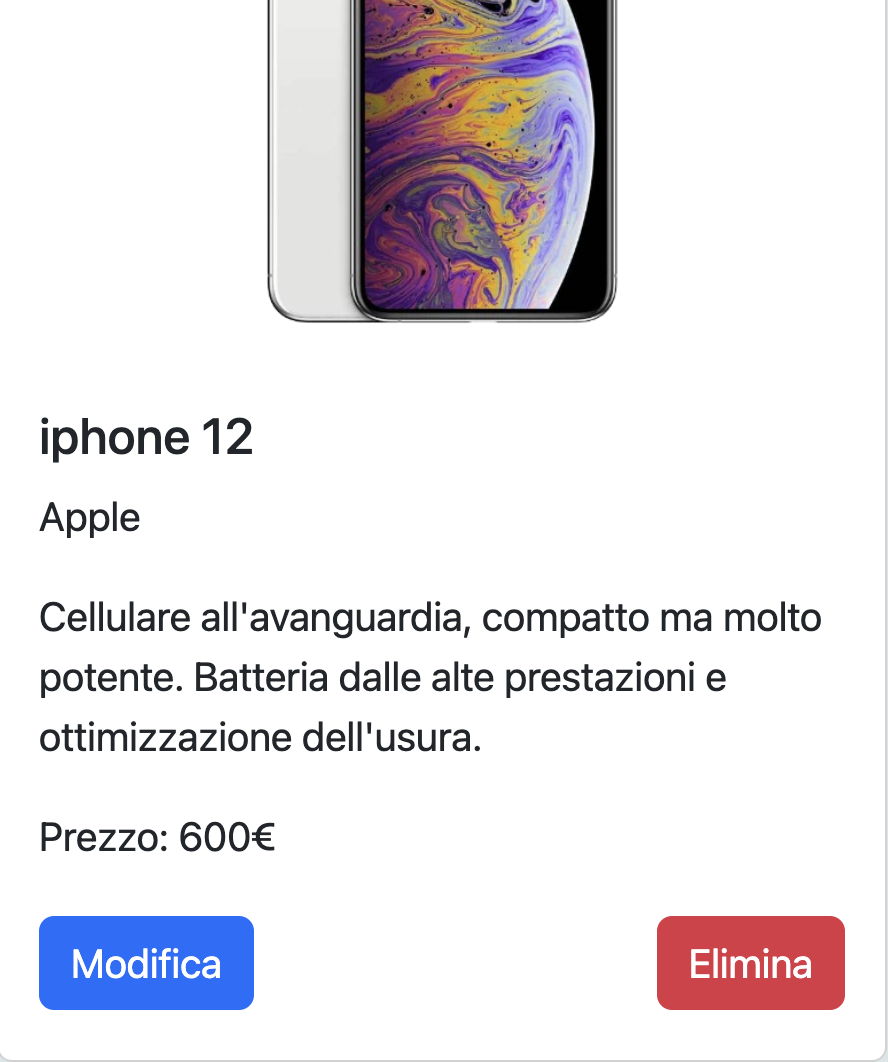 iphone 12
Apple
Cellulare all'avanguardia, compatto ma molto
potente. Batteria dalle alte prestazioni e
ottimizzazione dell'usura.
Prezzo: 600€
Modifica
Elimina